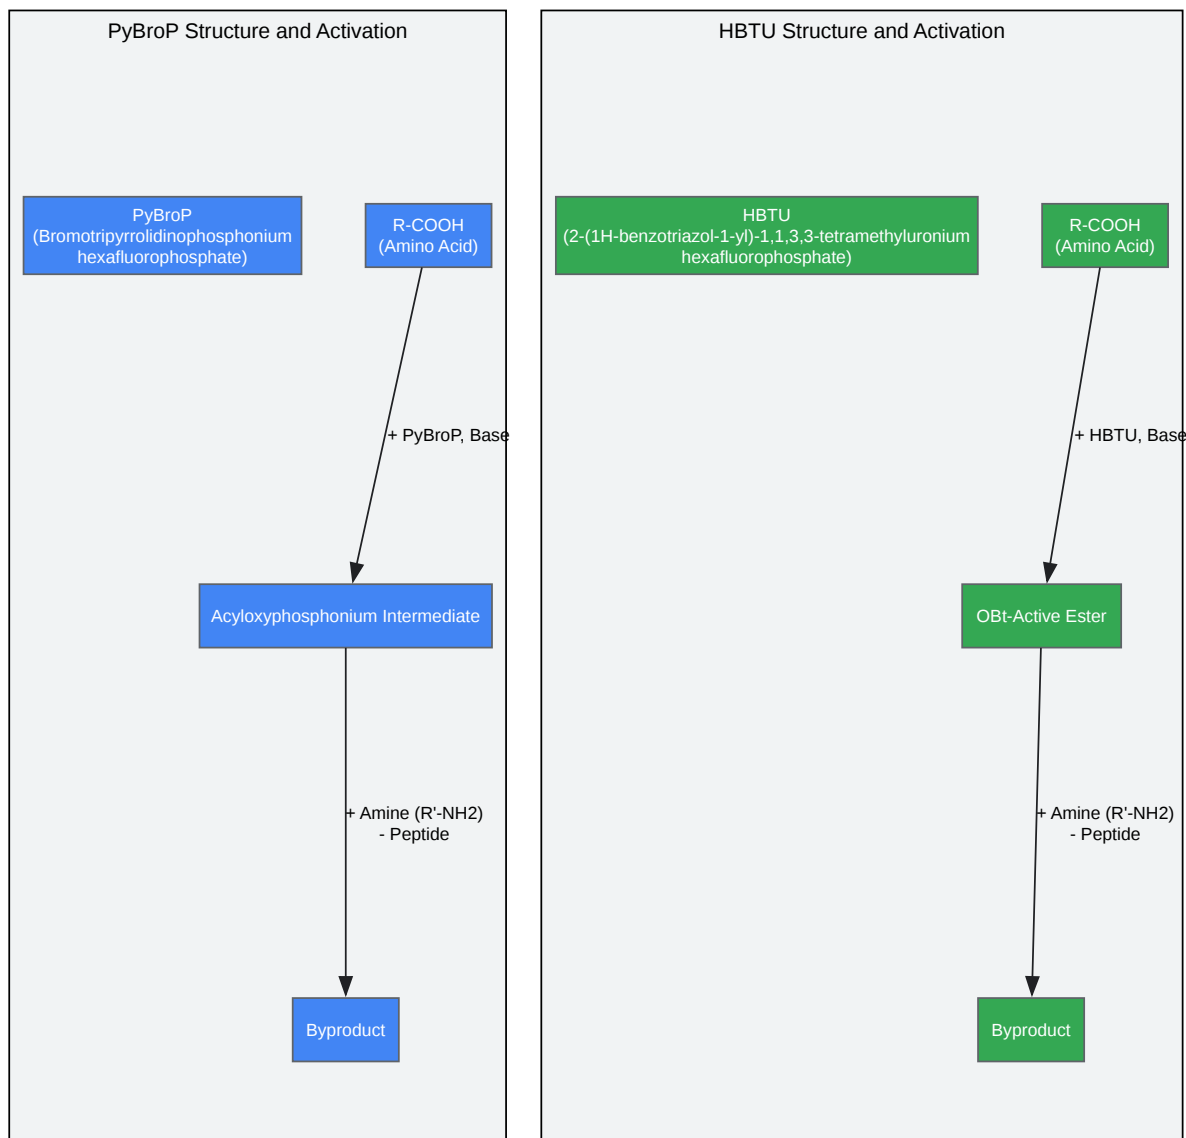 PyBroP Structure and Activation
PyBroP
(Bromotripyrrolidinophosphonium
hexafluorophosphate)
R-COOH
(Amino Acid)
+ PyBroP, Base
Acyloxyphosphonium Intermediate
+ Amine (R'-NH2)
- Peptide
Byproduct
HBTU Structure and Activation
HBTU
(2-(1H-benzotriazol-1-yl)-1,1,3,3-tetramethyluronium
hexafluorophosphate)
R-COOH
(Amino Acid)
+ HBTU, Base
OBt-Active Ester
+ Amine (R'-NH2)
- Peptide
Byproduct